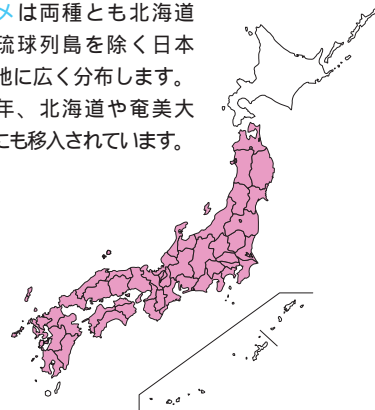 メは両種とも北海道
琉球列島を除く日本
地に広く分布します。
年、北海道や奄美大
にも移入されています。